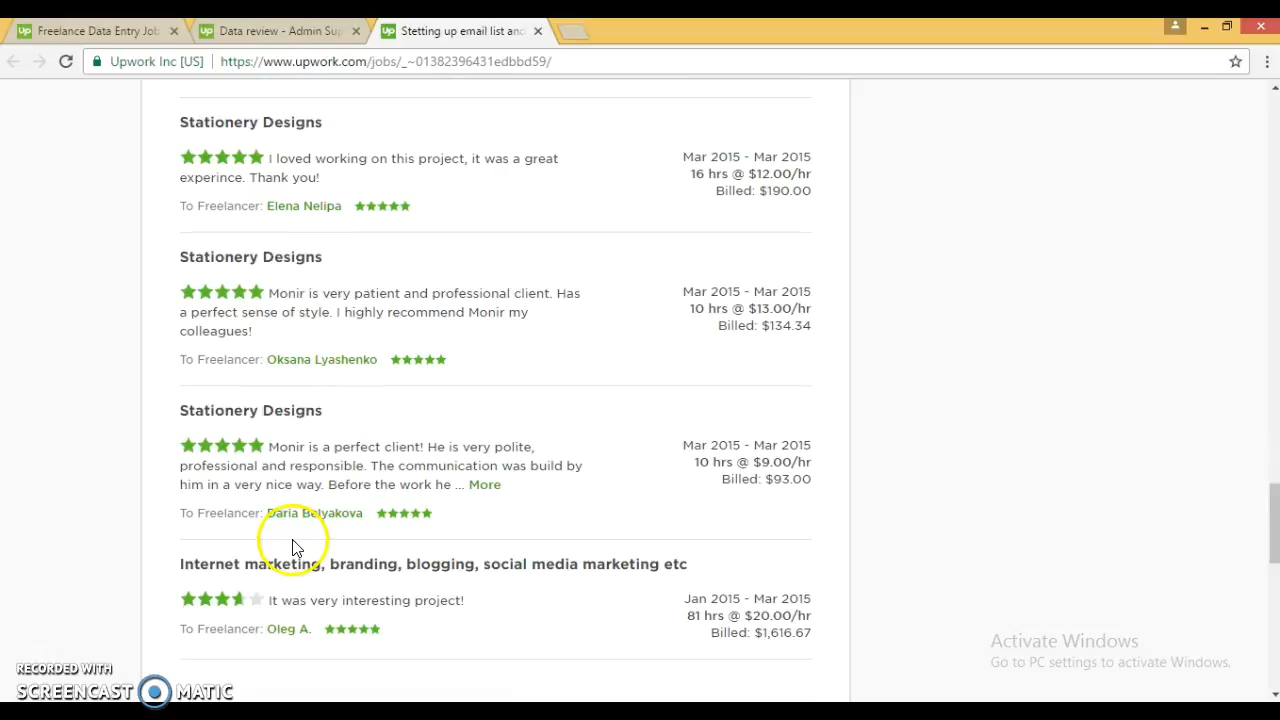 Freelance Data Entry Job
Data review - Admin Sup
Stetting up email list and
Upwork Inc [US] https://www.upwork.com/jobs/_~01382396431edbbd59/
Stationery Designs
I loved working on this project, it was a great
experince. Thank you!
Mar 2015 - Mar 2015
16 hrs @ $12.00/hr
Billed: $190.00
To Freelancer: Elena Nelipa
Stationery Designs
Monir is very patient and professional client. Has
a perfect sense of style. I highly recommend Monir my
colleagues!
Mar 2015 - Mar 2015
10 hrs @ $13.00/hr
Billed: $134.34
To Freelancer: Oksana Lyashenko
Stationery Designs
Monir is a perfect client! He is very polite,
professional and responsible. The communication was build by
him in a very nice way. Before the work he ... More
Mar 2015 - Mar 2015
10 hrs @ $9.00/hr
Billed: $93.00
To Freelancer: Daria Belyakova
Internet marketing, branding, blogging, social media marketing etc
It was very interesting project!
Jan 2015 - Mar 2015
81 hrs @ $20.00/hr
Billed: $1,616.67
To Freelancer: Oleg A.
Activate Windows
Go to PC settings to activate Windows.
RECORDED WITH
SCREENCAST MATIC